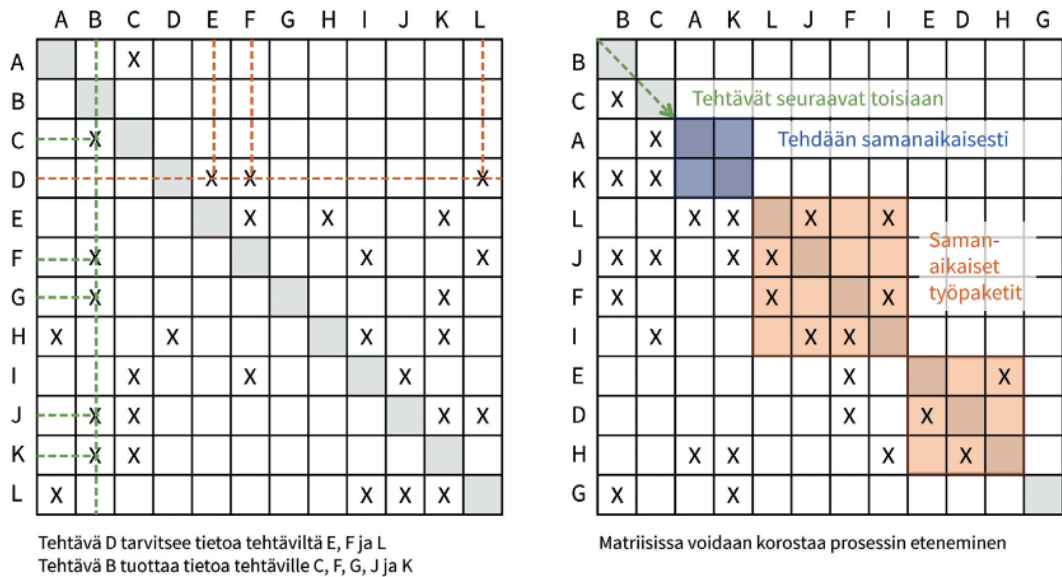 A B C D E F G H I J K L
A X
B
C X
D X X X
E X X X
F X X X
G X X
H X X X X
I X X X
J X X X X
K X X
L X X X X
Tehtävä D tarvitsee tietoa tehtäviltä E, F ja L
Tehtävä B tuottaa tietoa tehtäville C, F, G, J ja K
B C A K L J F I E D H G
B
C X
Tehtävät seuraavat toisiaan
A X
Tehdään samanaikaisesti
K X X
L X X X X
Saman-
J X X X X
aikaiset
F X X X
työpaketit
I X X X
E X X
D X X
H X X X X
G X X
Matriisissa voidaan korostaa prosessin eteneminen